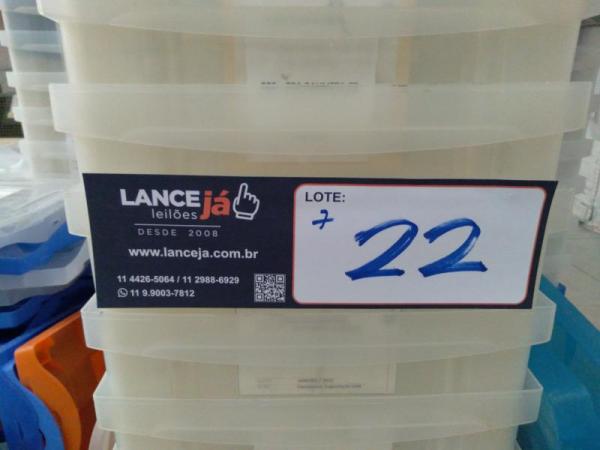 LANCE já
leilões
DESDE 2008
www.lanceja.com.br
11 4426-5064 / 11 2988-6929
11 9.9003-7812
LOTE:
22